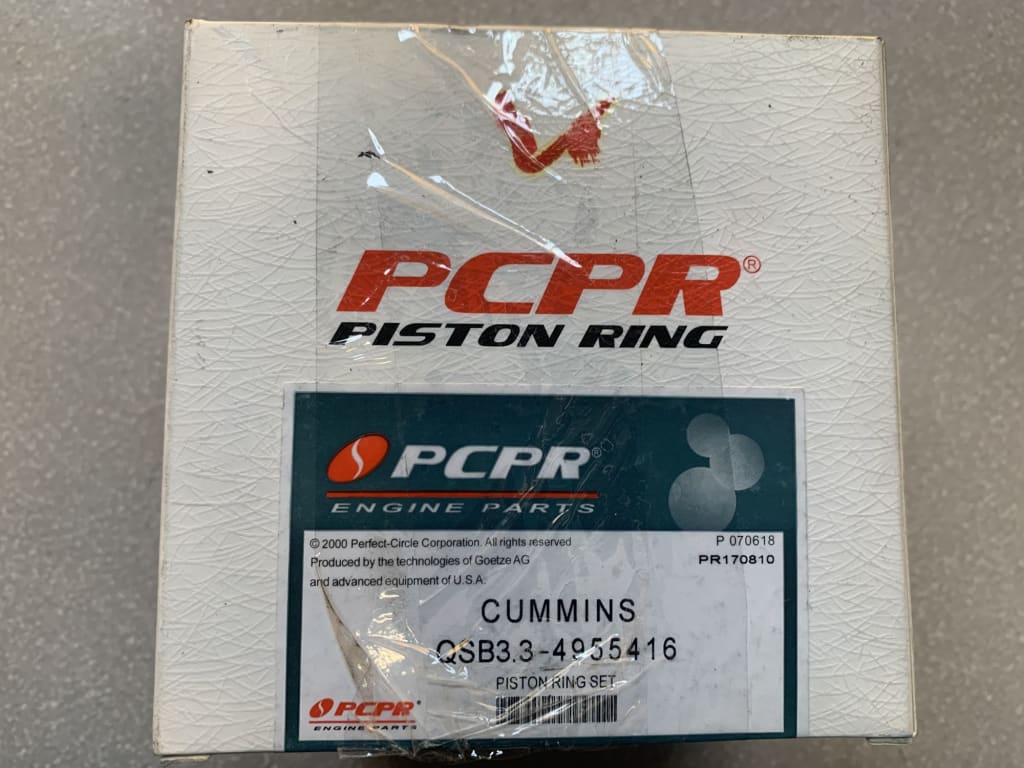 PCPR®
PISTON RING
PCPR®
ENGINE PARTS
© 2000 Perfect-Circle Corporation. All rights reserved
P 070618
Produced by the technologies of Goetze AG
PR170810
and advanced equipment of U.S.A.
CUMMINS
QSB3.3-4955416
PISTON RING SET
PCPR®
ENGINE PARTS